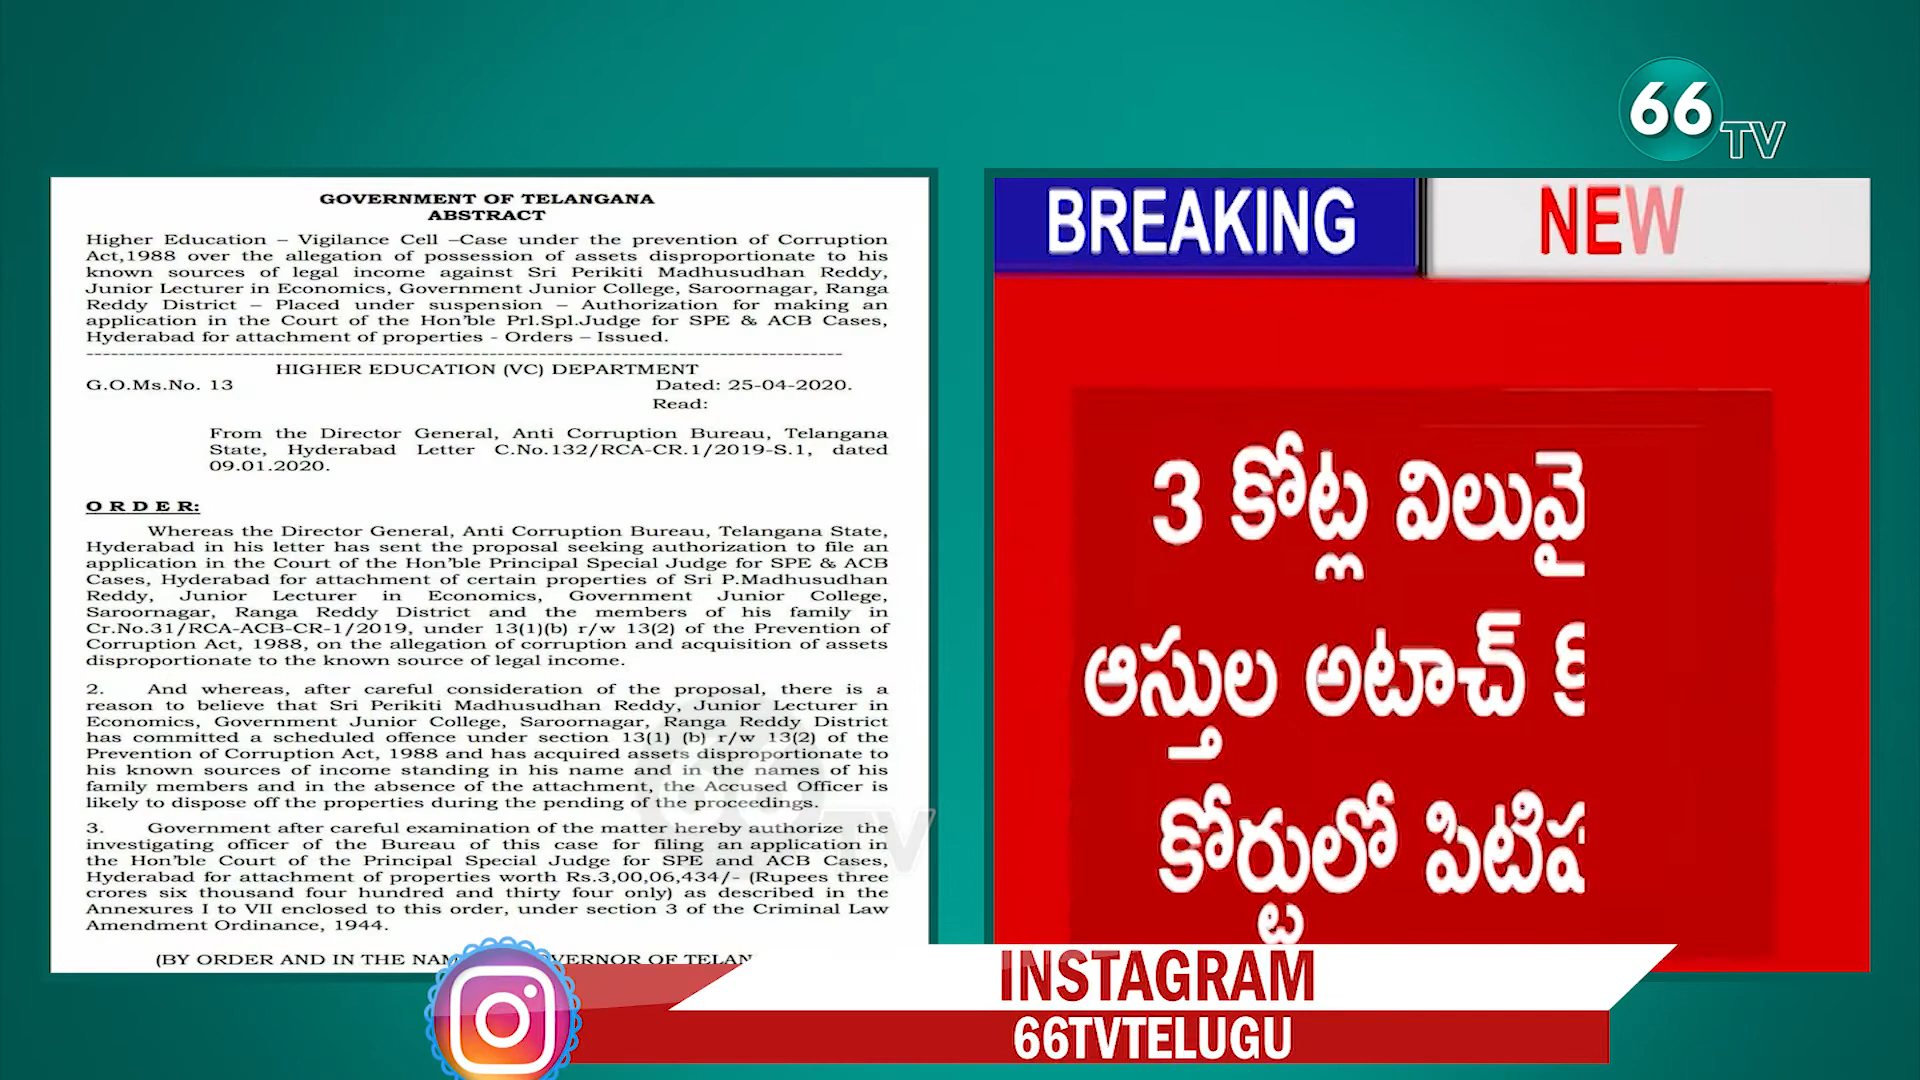 66 TV
GOVERNMENT OF TELANGANA
ABSTRACT
Higher Education – Vigilance Cell –Case under the prevention of Corruption
Act,1988 over the allegation of possession of assets disproportionate to his
known sources of legal income against Sri Perikiti Madhusudhan Reddy,
Junior Lecturer in Economics, Government Junior College, Saroornagar, Ranga
Reddy District – Placed under suspension – Authorization for making an
application in the Court of the Hon’ble Prl.Spl.Judge for SPE & ACB Cases,
Hyderabad for attachment of properties - Orders – Issued.
HIGHER EDUCATION (VC) DEPARTMENT
G.O.Ms.No. 13 Dated: 25-04-2020.
Read:
From the Director General, Anti Corruption Bureau, Telangana
State, Hyderabad Letter C.No.132/RCA-CR.1/2019-S.1, dated
09.01.2020.
O R D E R:
Whereas the Director General, Anti Corruption Bureau, Telangana State,
Hyderabad in his letter has sent the proposal seeking authorization to file an
application in the Court of the Hon’ble Principal Special Judge for SPE & ACB
Cases, Hyderabad for attachment of certain properties of Sri P.Madhusudhan
Reddy, Junior Lecturer in Economics, Government Junior College,
Saroornagar, Ranga Reddy District and the members of his family in
Cr.No.31/RCA-ACB-CR-1/2019, under 13(1)(b) r/w 13(2) of the Prevention of
Corruption Act, 1988, on the allegation of corruption and acquisition of assets
disproportionate to the known source of legal income.
2. And whereas, after careful consideration of the proposal, there is a
reason to believe that Sri Perikiti Madhusudhan Reddy, Junior Lecturer in
Economics, Government Junior College, Saroornagar, Ranga Reddy District
has committed a scheduled offence under section 13(1) (b) r/w 13(2) of the
Prevention of Corruption Act, 1988 and has acquired assets disproportionate to
his known sources of income standing in his name and in the names of his
family members and in the absence of the attachment, the Accused Officer is
likely to dispose off the properties during the pending of the proceedings.
3. Government after careful examination of the matter hereby authorize the
investigating officer of the Bureau of this case for filing an application in
the Hon’ble Court of the Principal Special Judge for SPE and ACB Cases,
Hyderabad for attachment of properties worth Rs.3,00,06,434/- (Rupees three
crores six thousand four hundred and thirty four only) as described in the
Annexures I to VII enclosed to this order, under section 3 of the Criminal Law
Amendment Ordinance, 1944.
(BY ORDER AND IN THE
66 TV
BREAKING NEW
3 కోట్ల విలువై
ఆస్తుల అటాచ్
కోర్టులో
INSTAGRAM
66TVTELUGU